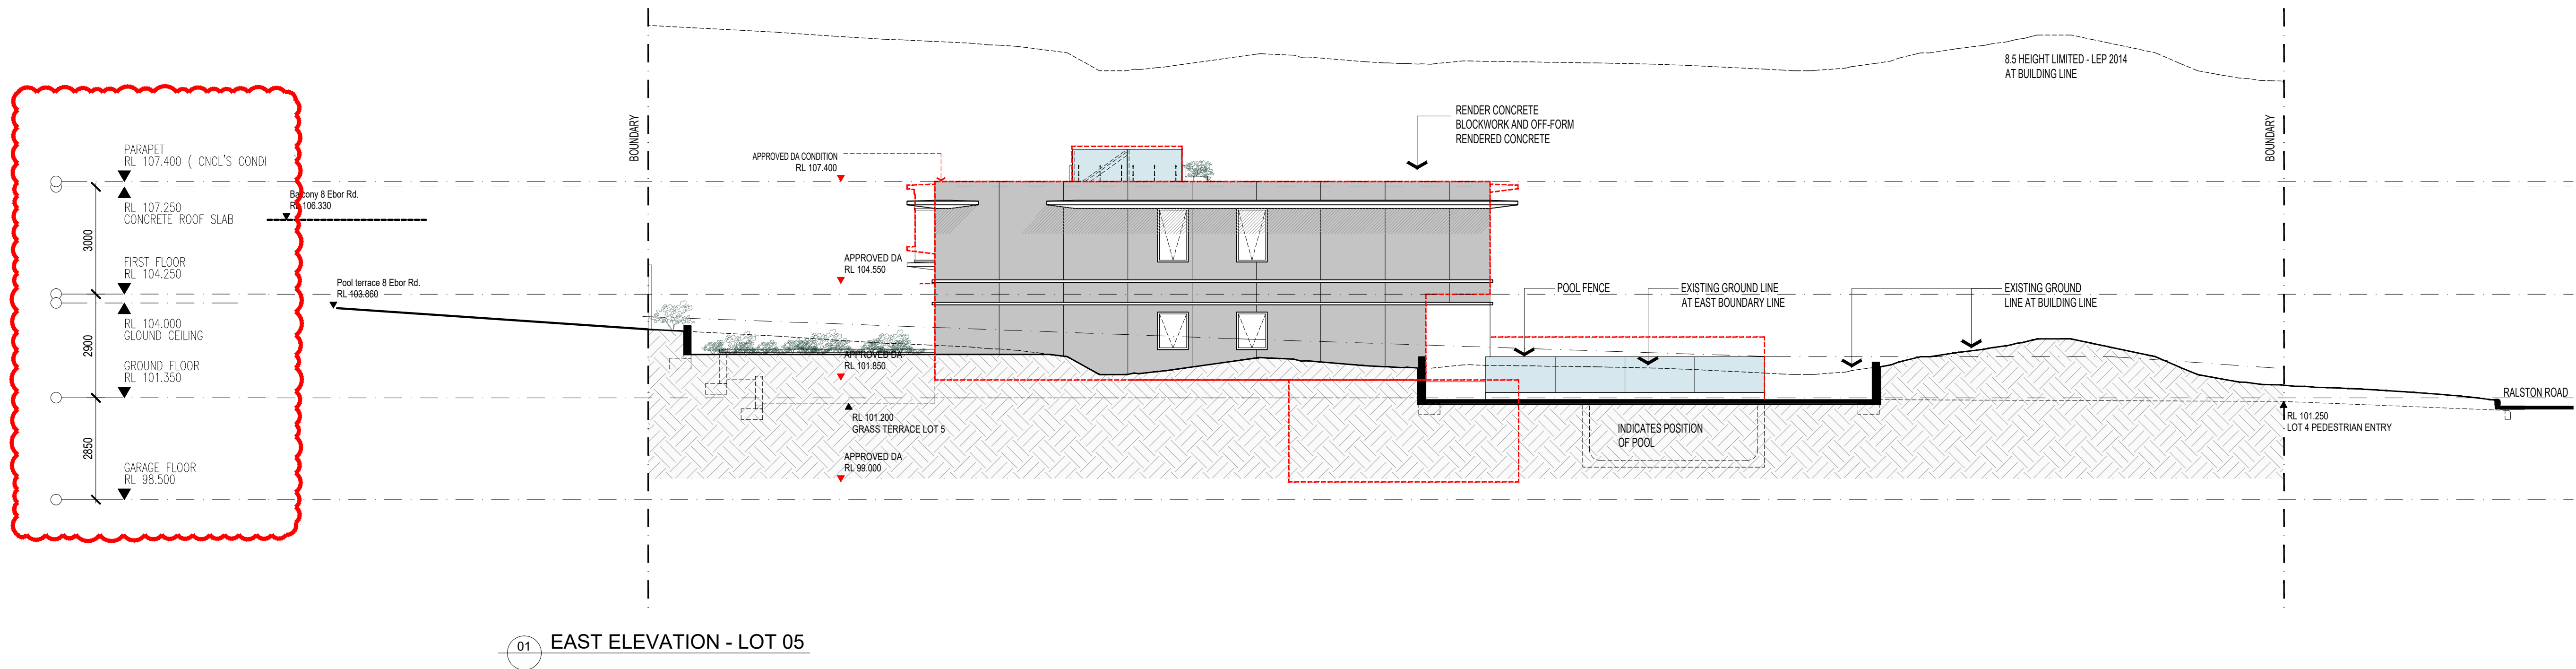 8.5 HEIGHT LIMITED - LEP 2014
AT BUILDING LINE
RENDER CONCRETE
BLOCKWORK AND OFF-FORM
RENDERED CONCRETE
BOUNDARY
BOUNDARY
PARAPET
RL 107.400 ( CNCL'S CONDI
APPROVED DA CONDITION
RL 107.400
Balcony 8 Ebor Rd.
RL 106.330
RL 107.250
CONCRETE ROOF SLAB
3000
FIRST FLOOR
RL 104.250
APPROVED DA
RL 104.550
Pool terrace 8 Ebor Rd.
RL 103.860
POOL FENCE
EXISTING GROUND LINE
AT EAST BOUNDARY LINE
EXISTING GROUND
LINE AT BUILDING LINE
RL 104.000
GLOUND CEILING
2900
APPROVED DA
RL 101.850
GROUND FLOOR
RL 101.350
RALSTON ROAD
RL 101.200
GRASS TERRACE LOT 5
RL 101.250
LOT 4 PEDESTRIAN ENTRY
INDICATES POSITION
OF POOL
2850
APPROVED DA
RL 99.000
GARAGE FLOOR
RL 98.500
01
EAST ELEVATION - LOT 05